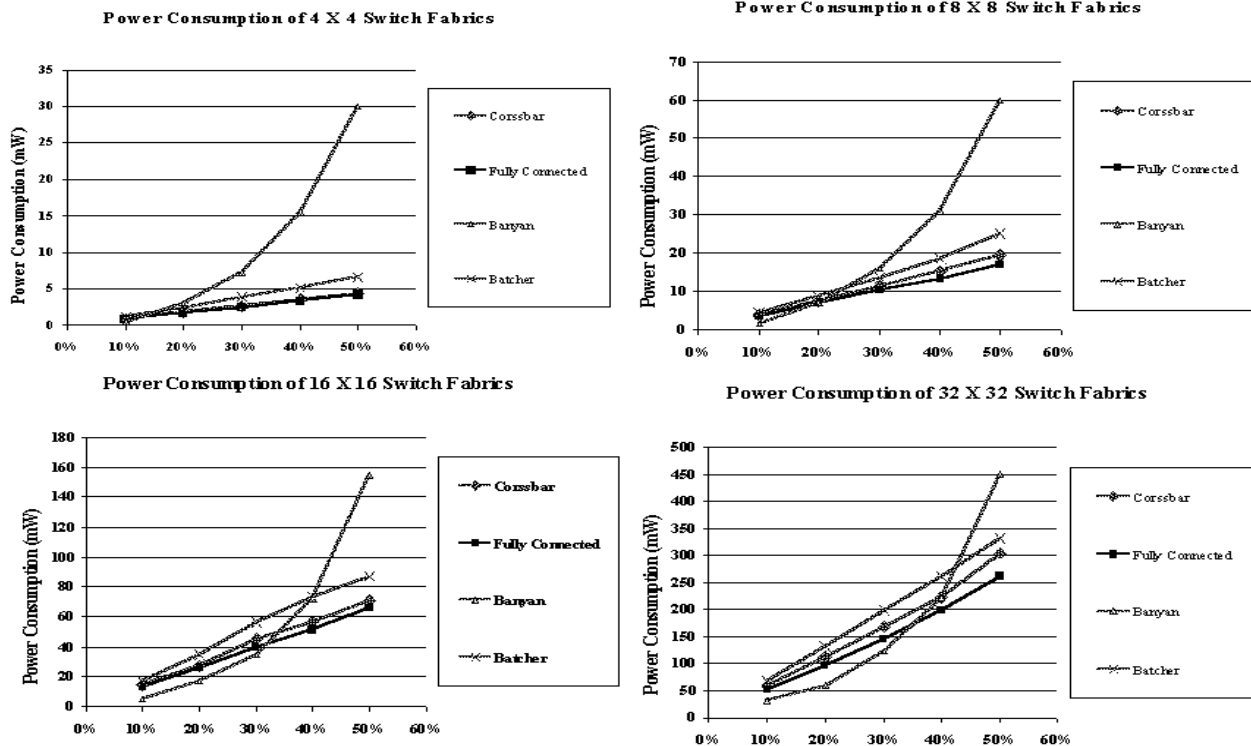 Power Consumption of 4 X 4 Switch Fabrics
Power Consumption (mW)
35
30
25
20
15
10
5
0
0% 10% 20% 30% 40% 50% 60%
Corssbar
Fully Connected
Banyan
Batcher
Power Consumption of 8 X 8 Switch Fabrics
Power Consumption (mW)
70
60
50
40
30
20
10
0
0% 10% 20% 30% 40% 50% 60%
Corssbar
Fully Connected
Banyan
Batcher
Power Consumption of 16 X 16 Switch Fabrics
Power Consumption (mW)
180
160
140
120
100
80
60
40
20
0
0% 10% 20% 30% 40% 50% 60%
Corssbar
Fully Connected
Banyan
Batcher
Power Consumption of 32 X 32 Switch Fabrics
Power Consumption (mW)
500
450
400
350
300
250
200
150
100
50
0
0% 10% 20% 30% 40% 50% 60%
Corssbar
Fully Connected
Banyan
Batcher